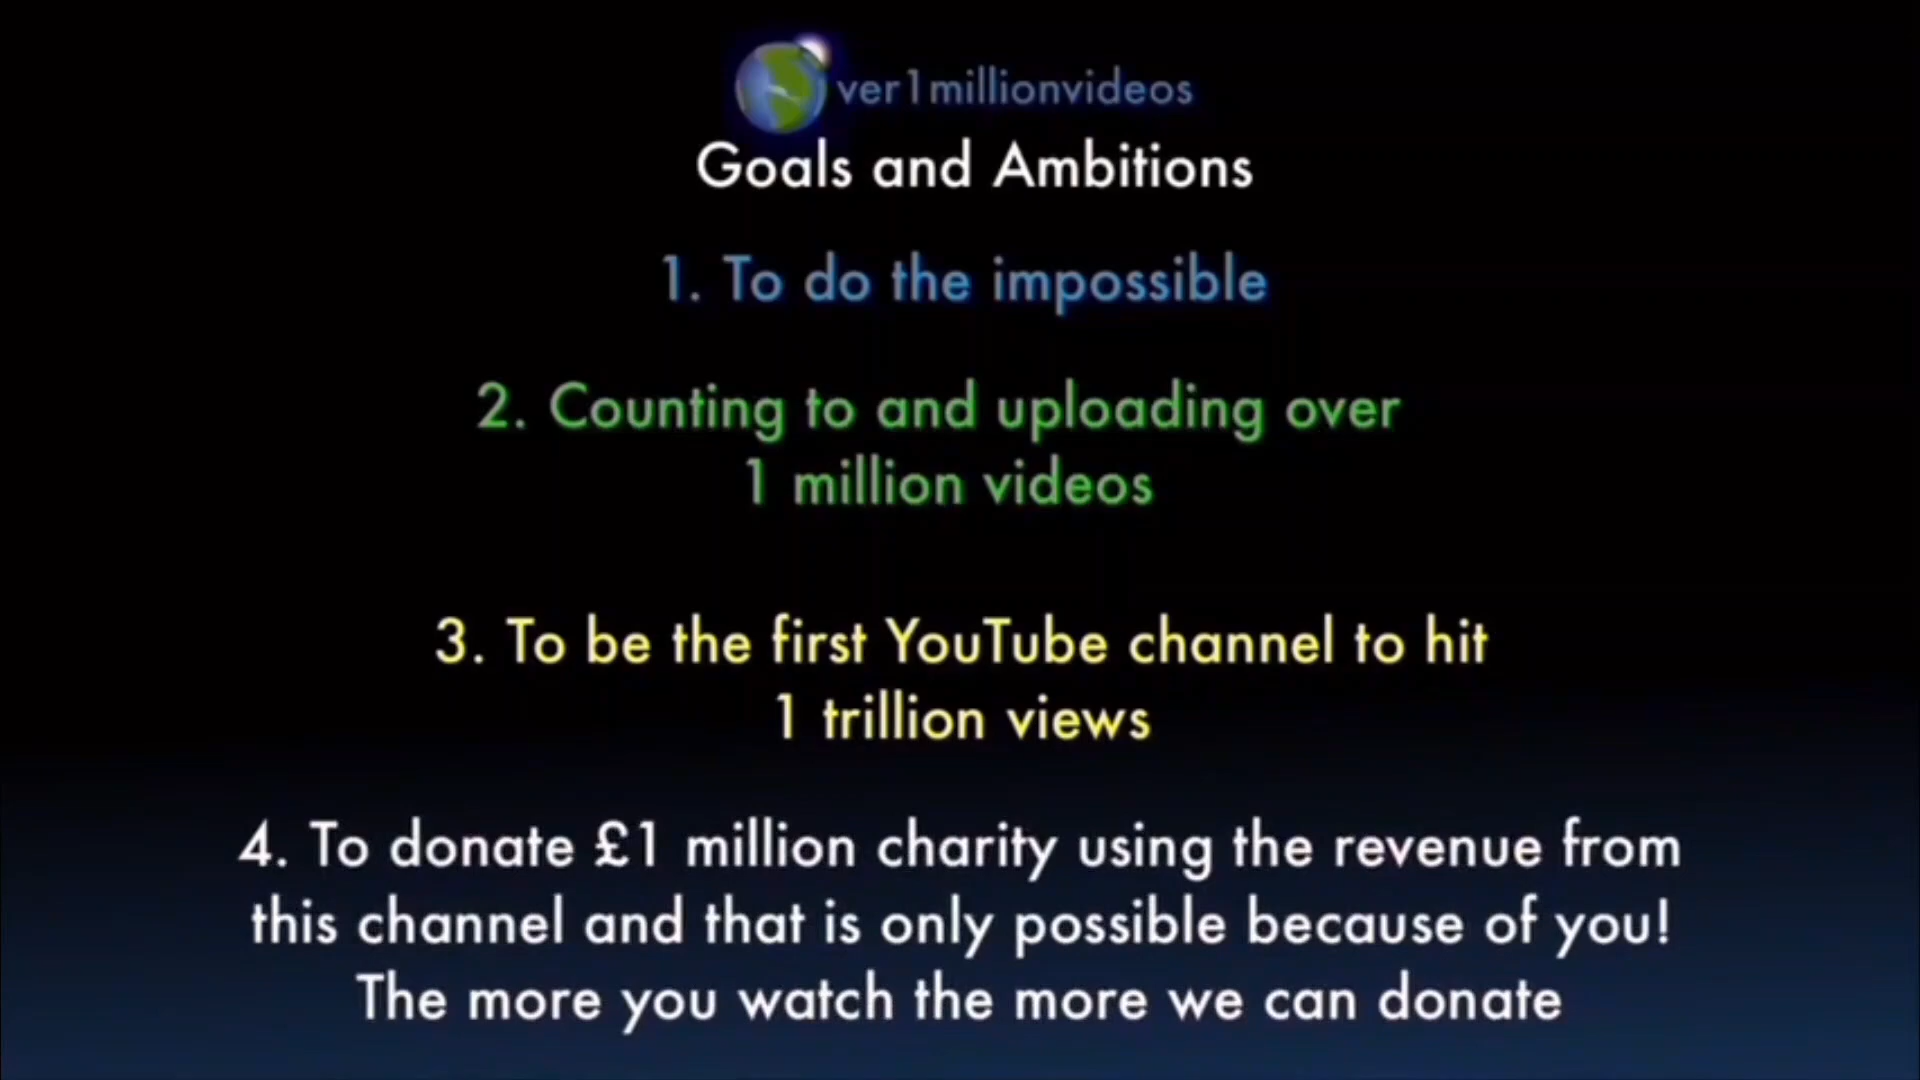 ver1millionvideos
Goals and Ambitions
1. To do the impossible
2. Counting to and uploading over
1 million videos
3. To be the first YouTube channel to hit
1 trillion views
4. To donate £1 million charity using the revenue from
this channel and that is only possible because of you!
The more you watch the more we can donate